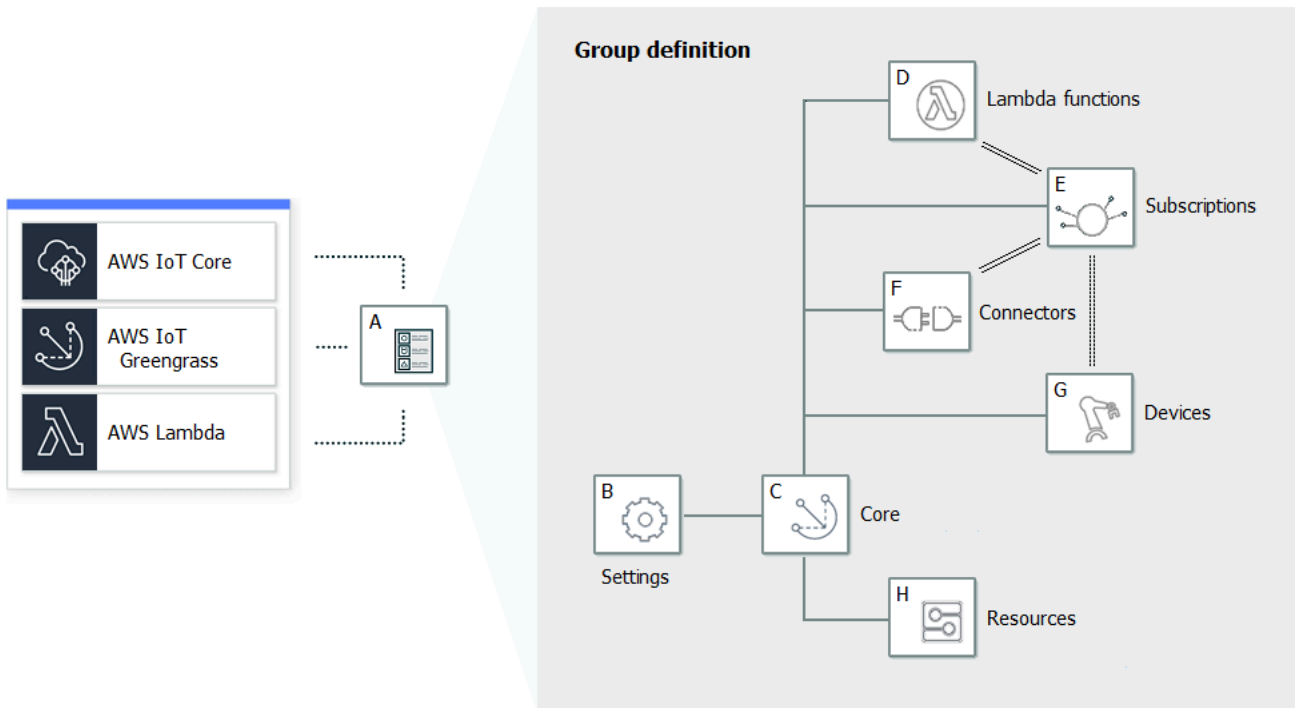 Group definition
D
Lambda functions
E
Subscriptions
AWS IoT Core
F
Connectors
A
AWS IoT
Greengrass
G
Devices
AWS Lambda
B
C
Core
Settings
H
Resources